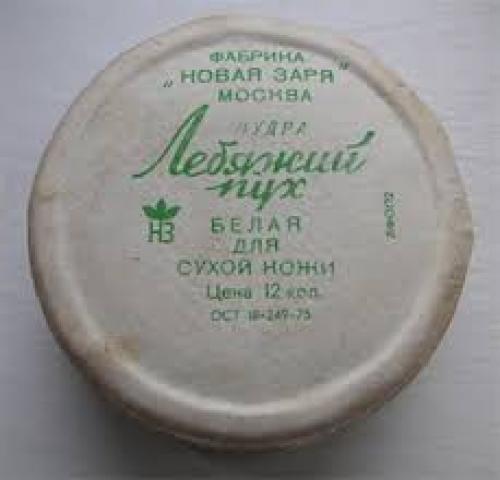 ФАБРИКА
„НОВАЯ ЗАРЯ"
МОСКВА
ПУДРА
Лебяжий
пух
НЗ
БЕЛАЯ
ДЛЯ
СУХОЙ КОЖИ
Цена 12 коп.
ОСТ 18-249-75